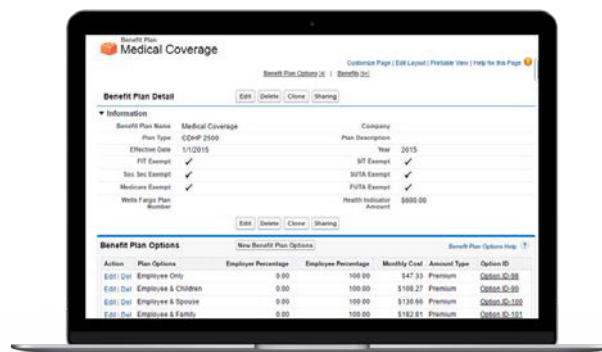 Benefit Plan
Medical Coverage
Customize Page | Edit Layout | Printable View | Help for this Page
Benefit Plan Options [4] | Benefits [5+]
Benefit Plan Detail Edit Delete Clone Sharing
Information
Benefit Plan Name Medical Coverage Company
Plan Type CDHP 2500 Plan Description
Effective Date 1/1/2015 Year 2015
FIT Exempt ✓ SIT Exempt ✓
Soc Sec Exempt ✓ SUTA Exempt ✓
Medicare Exempt ✓ FUTA Exempt ✓
Wells Fargo Plan Number Health Indicator Amount $600.00
Edit Delete Clone Sharing
Benefit Plan Options New Benefit Plan Options Benefit Plan Options Help ?
Action Plan Options Employer Percentage Employee Percentage Monthly Cost Amount Type Option ID
Edit | Del Employee Only 0.00 100.00 $47.33 Premium Option ID-98
Edit | Del Employee & Children 0.00 100.00 $108.27 Premium Option ID-99
Edit | Del Employee & Spouse 0.00 100.00 $136.66 Premium Option ID-100
Edit | Del Employee & Family 0.00 100.00 $182.81 Premium Option ID-101